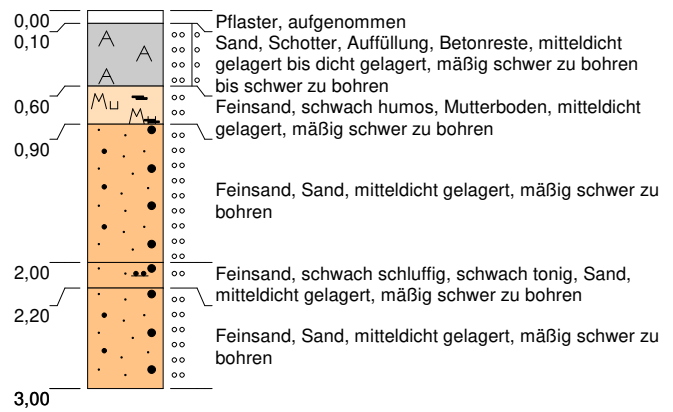 0,00
Pflaster, aufgenommen
0,10
Sand, Schotter, Auffüllung, Betonreste, mitteldicht
gelagert bis dicht gelagert, mäßig schwer zu bohren
bis schwer zu bohren
A
A
A
0,60
Mu
Mu
Feinsand, schwach humos, Mutterboden, mitteldicht
gelagert, mäßig schwer zu bohren
0,90
Feinsand, Sand, mitteldicht gelagert, mäßig schwer zu
bohren
2,00
Feinsand, schwach schluffig, schwach tonig, Sand,
mitteldicht gelagert, mäßig schwer zu bohren
2,20
Feinsand, Sand, mitteldicht gelagert, mäßig schwer zu
bohren
3,00